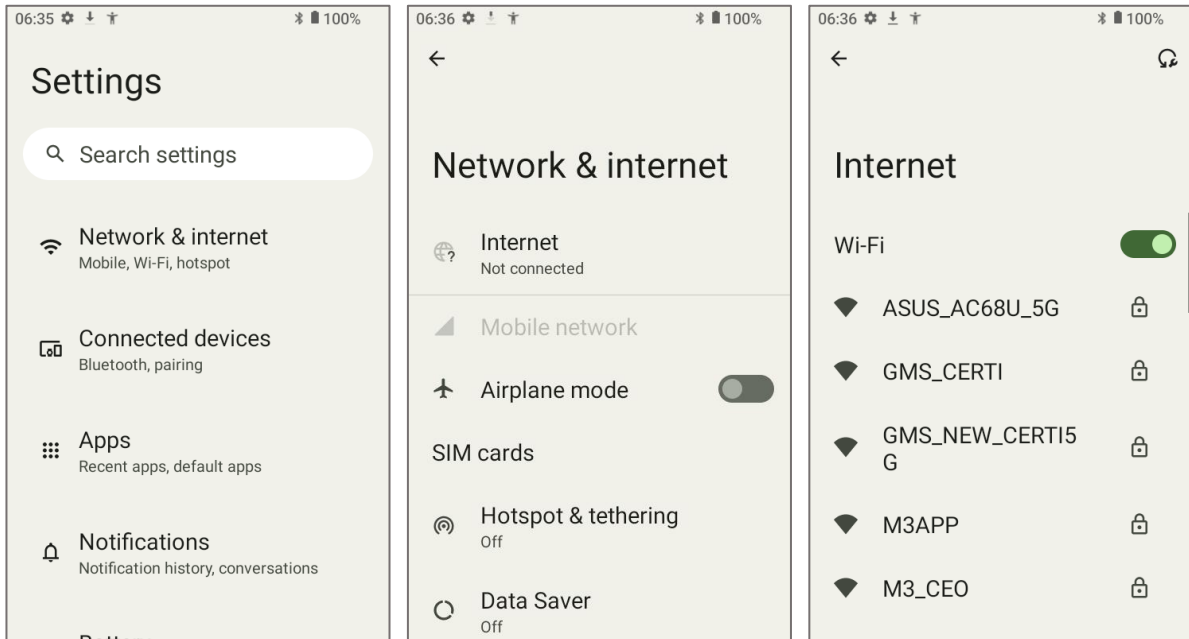 06:35
100%
Settings
Search settings
Network & internet
Mobile, Wi-Fi, hotspot
Connected devices
Bluetooth, pairing
Apps
Recent apps, default apps
Notifications
Notification history, conversations
06:36
100%
Network & internet
Internet
Not connected
Mobile network
Airplane mode
SIM cards
Hotspot & tethering
Off
Data Saver
Off
06:36
100%
Internet
Wi-Fi
ASUS_AC68U_5G
GMS_CERTI
GMS_NEW_CERTI5
G
M3APP
M3_CEO